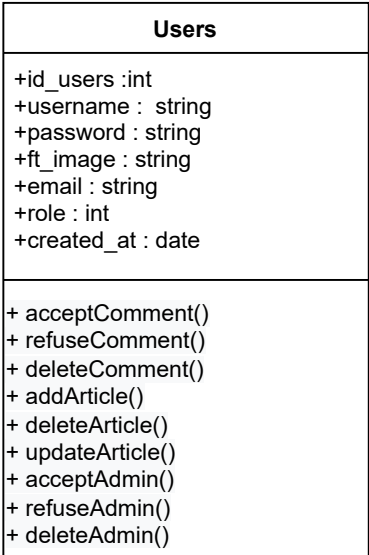 Users
+id_users :int
+username :  string
+password : string
+ft_image : string
+email : string
+role : int
+created_at : date
+ acceptComment()
+ refuseComment()
+ deleteComment()
+ addArticle()
+ deleteArticle()
+ updateArticle()
+ acceptAdmin()
+ refuseAdmin()
+ deleteAdmin()